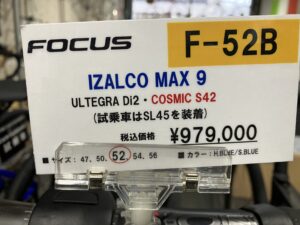 FOCUS
F-52B
IZALCO MAX 9
ULTEGRA Di2・COSMIC S42
(試乗車はSL45を装着)
税込価格 ¥979,000
■サイズ: 47, 50, 52, 54, 56 ■カラー: H.BLUE/S.BLUE